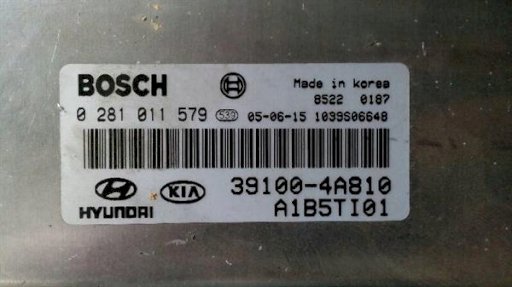 BOSCH
Made in korea
8522 0187
0 281 011 579 539 05-06-15 1039S06648
39100-4A810
HYUNDAI KIA A1B5TI01